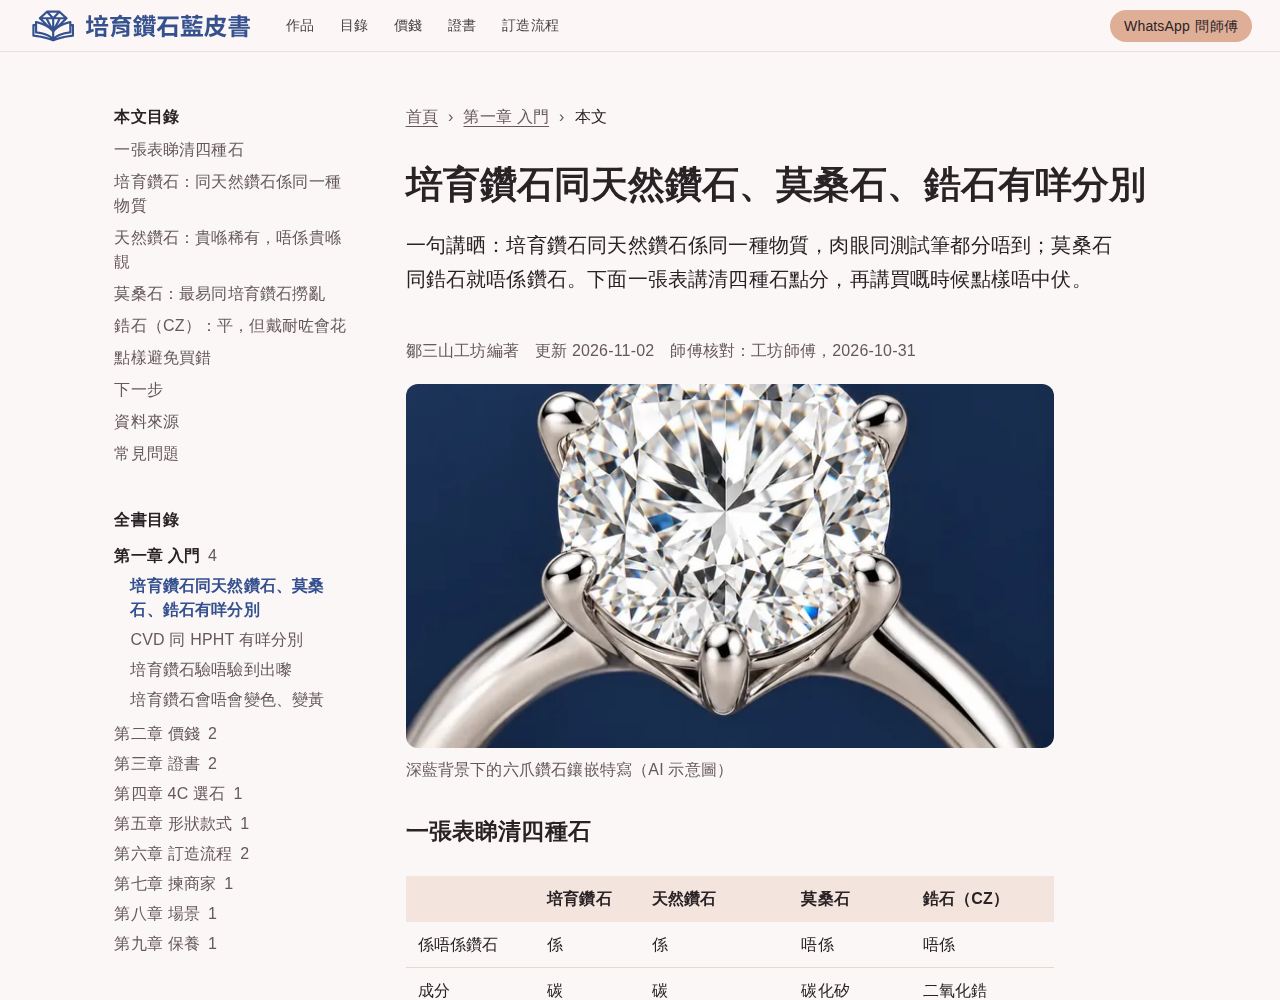 培育鑽石藍皮書
作品 目錄 價錢 證書 訂造流程
WhatsApp 問師傅
本文目錄
一張表睇清四種石
培育鑽石：同天然鑽石係同一種
物質
天然鑽石：貴喺稀有，唔係貴喺
靚
莫桑石：最易同培育鑽石撈亂
鋯石（CZ）：平，但戴耐咗會花
點樣避免買錯
下一步
資料來源
常見問題
全書目錄
第一章 入門 4
培育鑽石同天然鑽石、莫桑
石、鋯石有咩分別
CVD 同 HPHT 有咩分別
培育鑽石驗唔驗到出嚟
培育鑽石會唔會變色、變黃
第二章 價錢 2
第三章 證書 2
第四章 4C 選石 1
第五章 形狀款式 1
第六章 訂造流程 2
第七章 揀商家 1
第八章 場景 1
第九章 保養 1
首頁 › 第一章 入門 › 本文
培育鑽石同天然鑽石、莫桑石、鋯石有咩分別
一句講晒：培育鑽石同天然鑽石係同一種物質，肉眼同測試筆都分唔到；莫桑石
同鋯石就唔係鑽石。下面一張表講清四種石點分，再講買嘅時候點樣唔中伏。
鄒三山工坊編著 更新 2026-11-02 師傅核對：工坊師傅，2026-10-31
深藍背景下的六爪鑽石鑲嵌特寫（AI 示意圖）
一張表睇清四種石
培育鑽石 天然鑽石 莫桑石 鋯石（CZ）
係唔係鑽石 係 係 唔係 唔係
成分 碳 碳 碳化矽 二氧化鋯